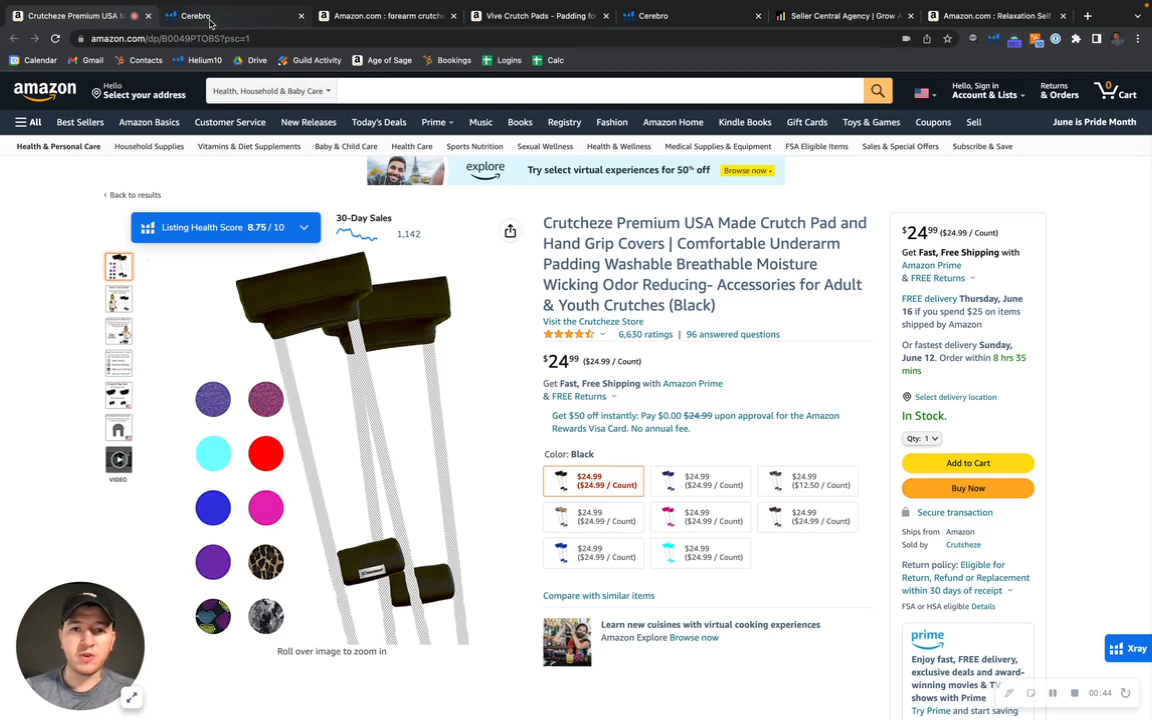 Crutcheze Premium USA M
Cerebro
Amazon.com : forearm crutche
Vive Crutch Pads - Padding fo
Cerebro
Seller Central Agency | Grow A
Amazon.com : Relaxation Self
amazon.com/dp/B0049PTOBS?psc=1
Calendar
Gmail
Contacts
Helium10
Drive
Guild Activity
Age of Sage
Bookings
Logins
Calc
amazon
Hello
Select your address
Health, Household & Baby Care
Hello, Sign in
Account & Lists
Returns
& Orders
0
Cart
All
Best Sellers
Amazon Basics
Customer Service
New Releases
Today's Deals
Prime
Music
Books
Registry
Fashion
Amazon Home
Kindle Books
Gift Cards
Toys & Games
Coupons
Sell
June is Pride Month
Health & Personal Care
Household Supplies
Vitamins & Diet Supplements
Baby & Child Care
Health Care
Sports Nutrition
Sexual Wellness
Health & Wellness
Medical Supplies & Equipment
FSA Eligible Items
Sales & Special Offers
Subscribe & Save
explore
Try select virtual experiences for 50% off
Browse now ›
‹ Back to results
Listing Health Score 8.75 / 10
30-Day Sales
1,142
VIDEO
Crutcheze
Roll over image to zoom in
Crutcheze Premium USA Made Crutch Pad and
Hand Grip Covers | Comfortable Underarm
Padding Washable Breathable Moisture
Wicking Odor Reducing- Accessories for Adult
& Youth Crutches (Black)
Visit the Crutcheze Store
6,630 ratings | 96 answered questions
$24⁹⁹ ($24.99 / Count)
Get Fast, Free Shipping with Amazon Prime
& FREE Returns
Get $50 off instantly: Pay $0.00 $24.99 upon approval for the Amazon
Rewards Visa Card. No annual fee.
Color: Black
$24.99
($24.99 / Count)
$24.99
($24.99 / Count)
$24.99
($12.50 / Count)
$24.99
($24.99 / Count)
$24.99
($24.99 / Count)
$24.99
($24.99 / Count)
$24.99
($24.99 / Count)
$24.99
($24.99 / Count)
Compare with similar items
Learn new cuisines with virtual cooking experiences
Amazon Explore Browse now
$24⁹⁹ ($24.99 / Count)
Get Fast, Free Shipping with
Amazon Prime
& FREE Returns
FREE delivery Thursday, June
16 if you spend $25 on items
shipped by Amazon
Or fastest delivery Sunday,
June 12. Order within 8 hrs 35
mins
Select delivery location
In Stock.
Qty: 1
Add to Cart
Buy Now
Secure transaction
Ships from Amazon
Sold by Crutcheze
Return policy: Eligible for
Return, Refund or Replacement
within 30 days of receipt
FSA or HSA eligible Details
prime
Enjoy fast, FREE delivery,
exclusive deals and award-
winning movies & TV
shows with Prime
Try Prime and start saving
Xray
00:44